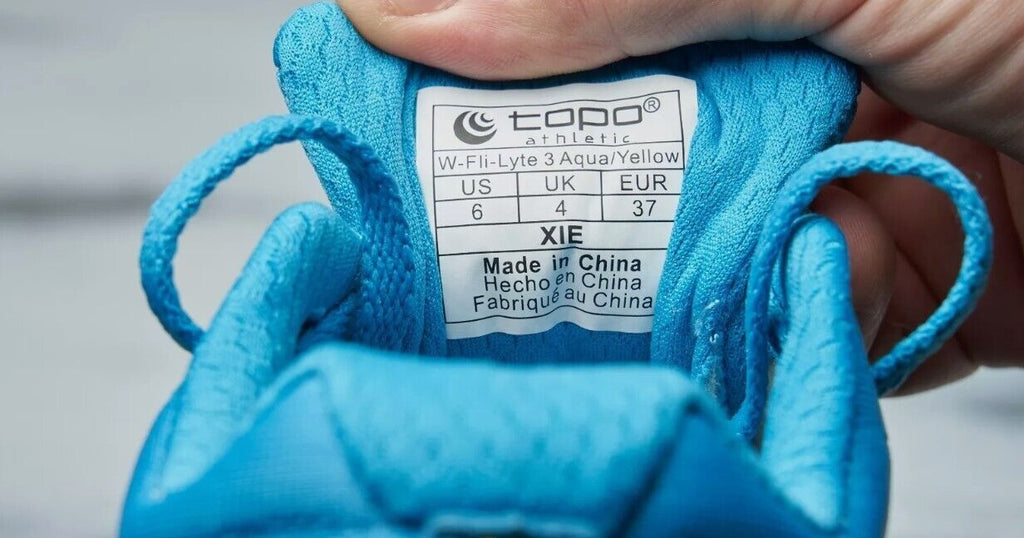 topo®
athletic
W-Fli-Lyte 3 Aqua/Yellow
US UK EUR
6 4 37
XIE
Made in China
Hecho en China
Fabriqué au China